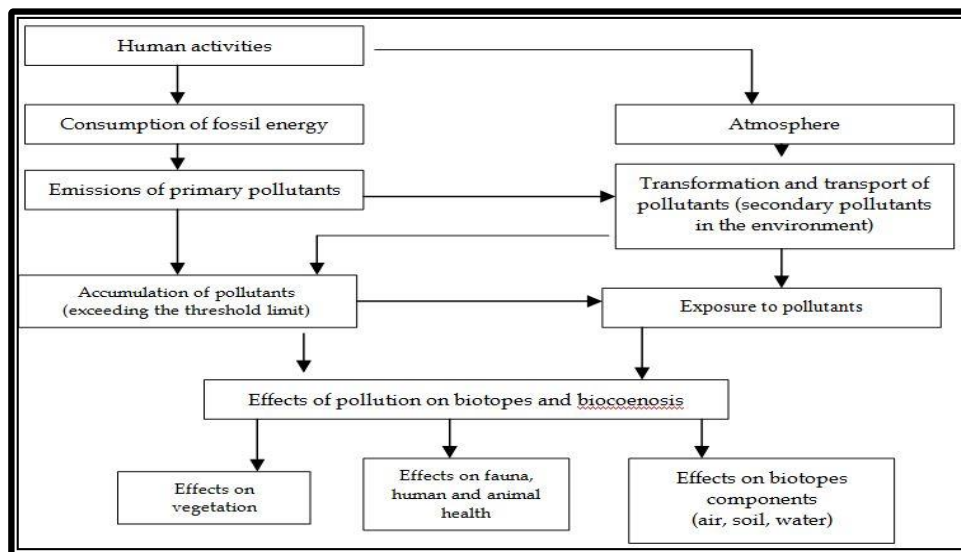 Human activities
Consumption of fossil energy
Atmosphere
Emissions of primary pollutants
Transformation and transport of
pollutants (secondary pollutants
in the environment)
Accumulation of pollutants
(exceeding the threshold limit)
Exposure to pollutants
Effects of pollution on biotopes and biocoenosis
Effects on
vegetation
Effects on fauna,
human and animal
health
Effects on biotopes
components
(air, soil, water)